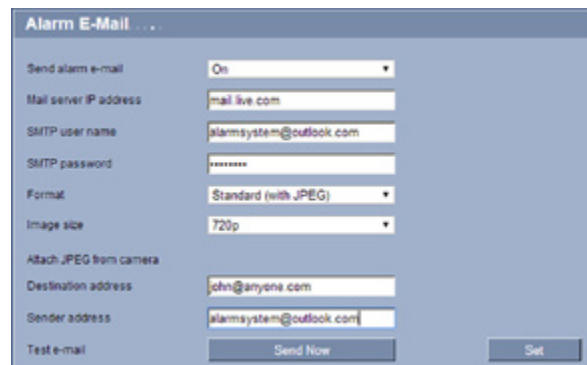 Alarm E-Mail. . . . .
Send alarm e-mail On
Mail server IP address mail.live.com
SMTP user name alarmsystem@outlook.com
SMTP password ••••••••
Format Standard (with JPEG)
Image size 720p
Attach JPEG from camera
Destination address john@anyone.com
Sender address alarmsystem@outlook.com
Test e-mail Send Now Set